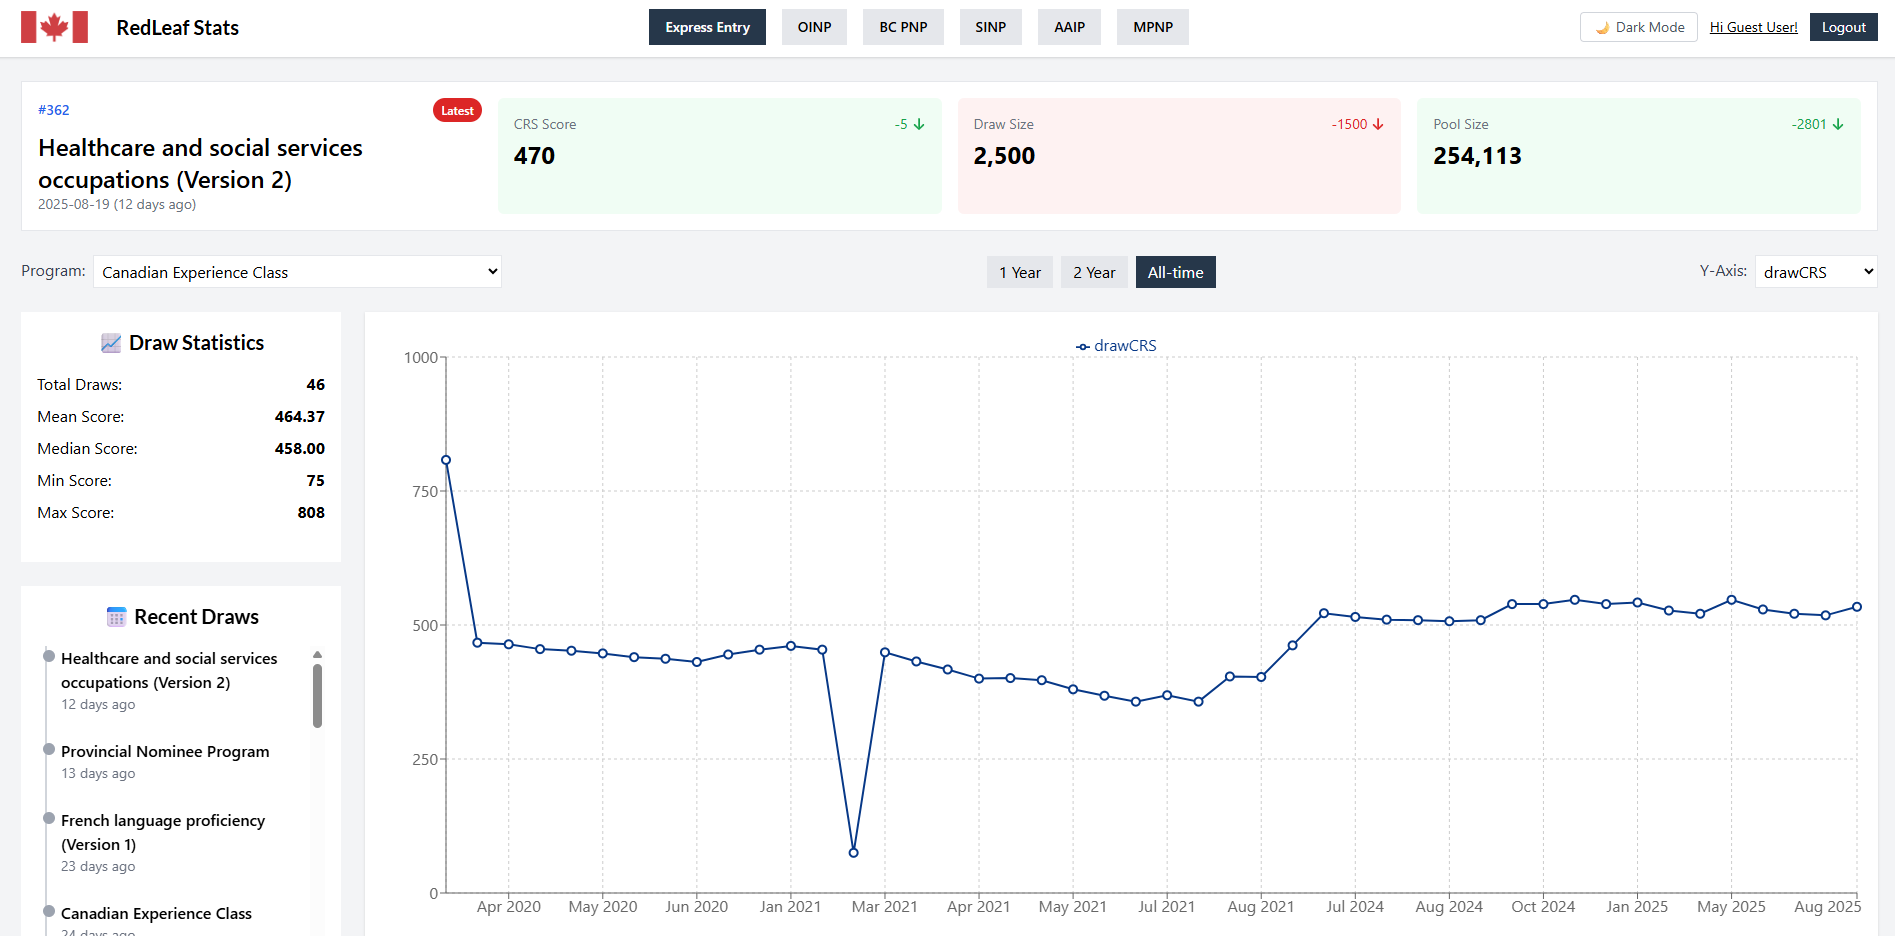 RedLeaf Stats
Express Entry
OINP
BC PNP
SINP
AAIP
MPNP
Dark Mode
Hi Guest User!
Logout
#362
Latest
Healthcare and social services
occupations (Version 2)
2025-08-19 (12 days ago)
CRS Score
-5
470
Draw Size
-1500
2,500
Pool Size
-2801
254,113
Program:
Canadian Experience Class
1 Year
2 Year
All-time
Y-Axis:
drawCRS
Draw Statistics
Total Draws: 46
Mean Score: 464.37
Median Score: 458.00
Min Score: 75
Max Score: 808
Recent Draws
Healthcare and social services
occupations (Version 2)
12 days ago
Provincial Nominee Program
13 days ago
French language proficiency
(Version 1)
23 days ago
Canadian Experience Class
24 days ago
drawCRS
1000
750
500
250
0
Apr 2020
May 2020
Jun 2020
Jan 2021
Mar 2021
Apr 2021
May 2021
Jul 2021
Aug 2021
Jul 2024
Aug 2024
Oct 2024
Jan 2025
May 2025
Aug 2025